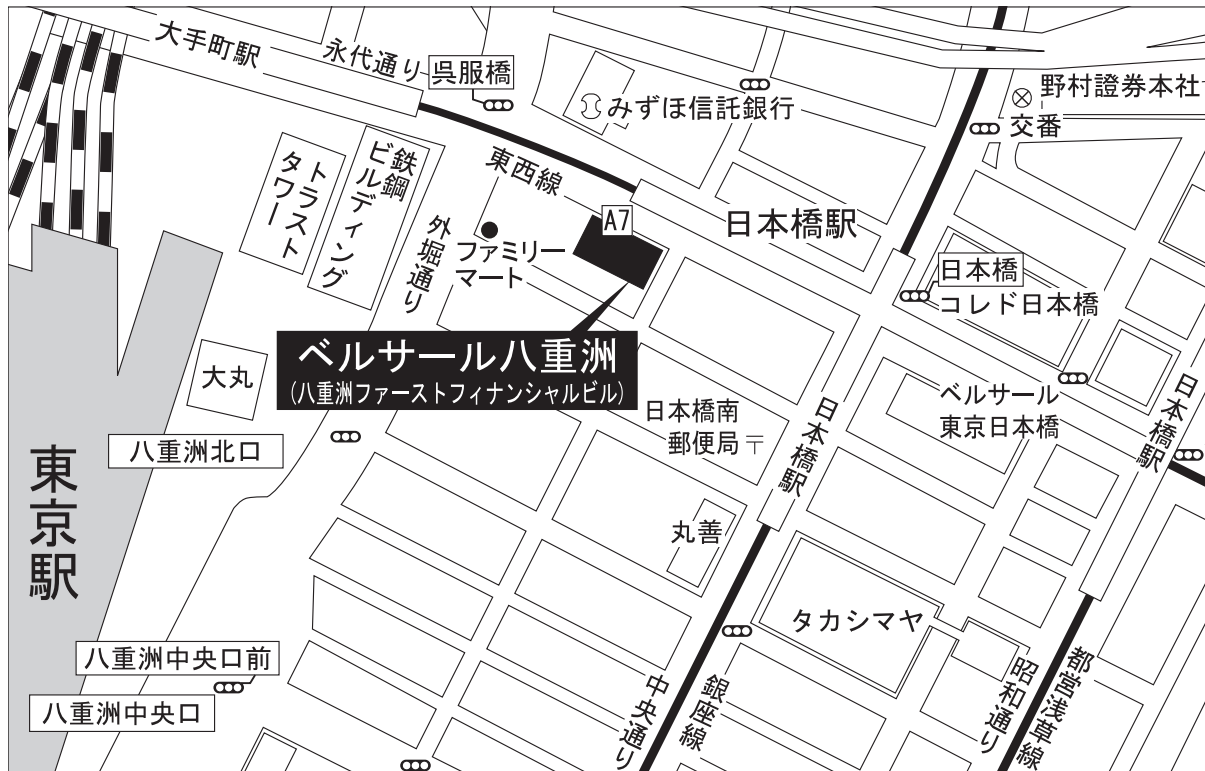 大手町駅
永代通り
呉服橋
みずほ信託銀行
野村證券本社
交番
トラスト
タワー
鉄鋼
ビルディング
外堀通り
東西線
A7
ファミリー
マート
日本橋駅
日本橋
コレド日本橋
ベルサール八重洲
(八重洲ファーストフィナンシャルビル)
大丸
八重洲北口
日本橋南
郵便局〒
日本橋駅
ベルサール
東京日本橋
日本橋駅
東京駅
丸善
タカシマヤ
八重洲中央口前
八重洲中央口
中央通り
銀座線
昭和通り
都営浅草線